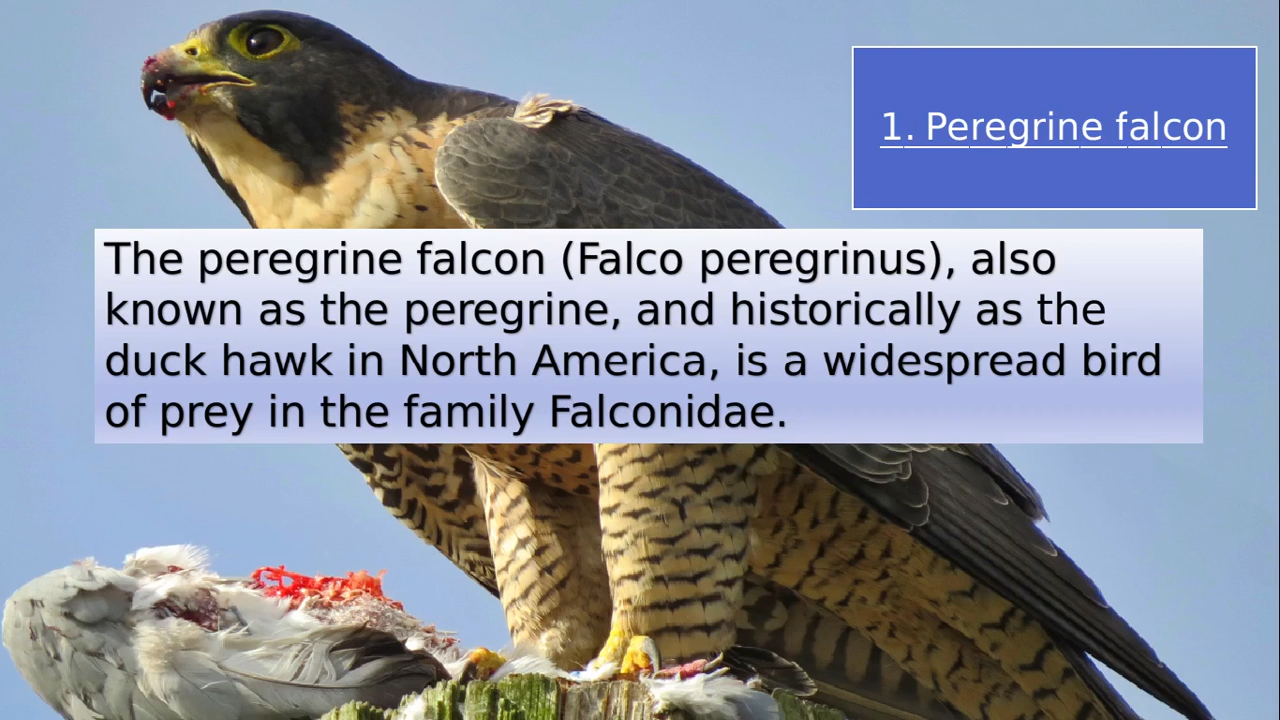 1. Peregrine falcon
The peregrine falcon (Falco peregrinus), also
known as the peregrine, and historically as the
duck hawk in North America, is a widespread bird
of prey in the family Falconidae.